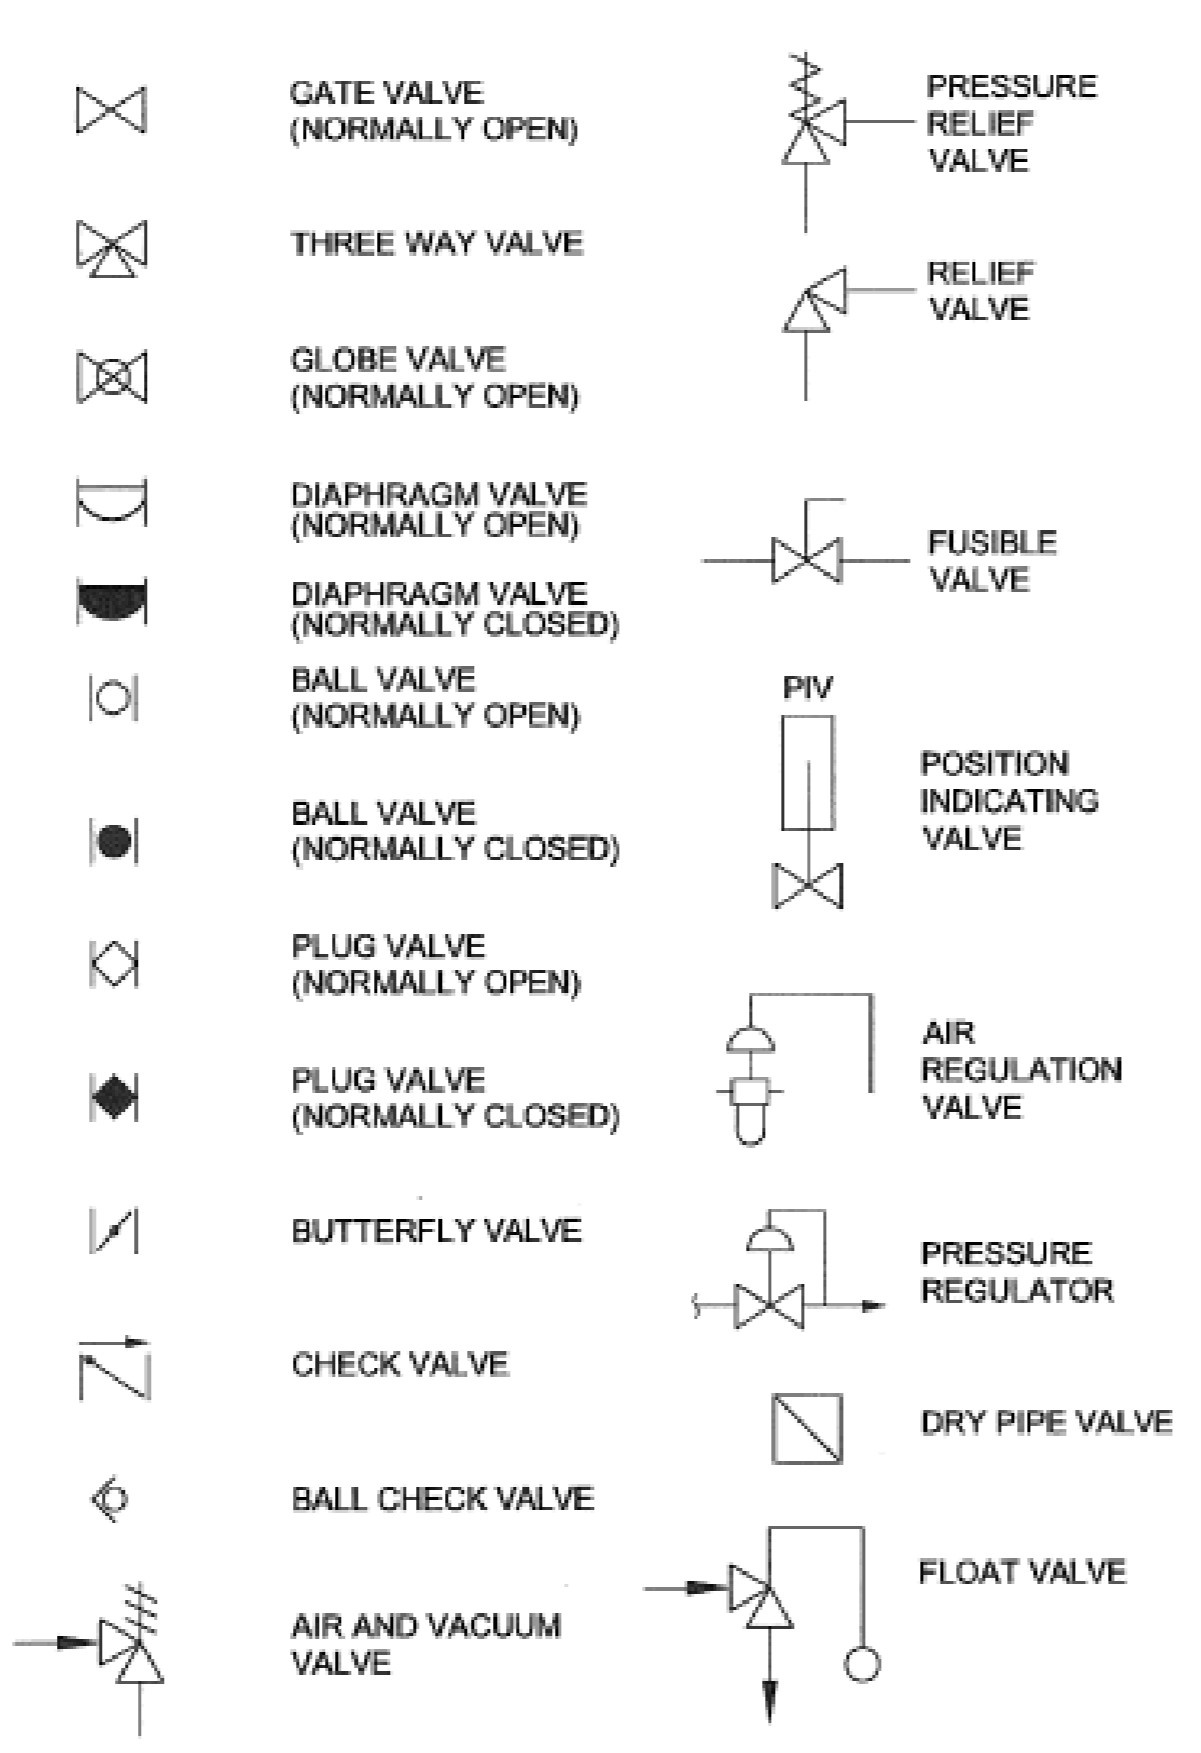 GATE VALVE
(NORMALLY OPEN)
THREE WAY VALVE
GLOBE VALVE
(NORMALLY OPEN)
DIAPHRAGM VALVE
(NORMALLY OPEN)
DIAPHRAGM VALVE
(NORMALLY CLOSED)
BALL VALVE
(NORMALLY OPEN)
BALL VALVE
(NORMALLY CLOSED)
PLUG VALVE
(NORMALLY OPEN)
PLUG VALVE
(NORMALLY CLOSED)
BUTTERFLY VALVE
CHECK VALVE
BALL CHECK VALVE
AIR AND VACUUM
VALVE
PRESSURE
RELIEF
VALVE
RELIEF
VALVE
FUSIBLE
VALVE
PIV
POSITION
INDICATING
VALVE
AIR
REGULATION
VALVE
PRESSURE
REGULATOR
DRY PIPE VALVE
FLOAT VALVE